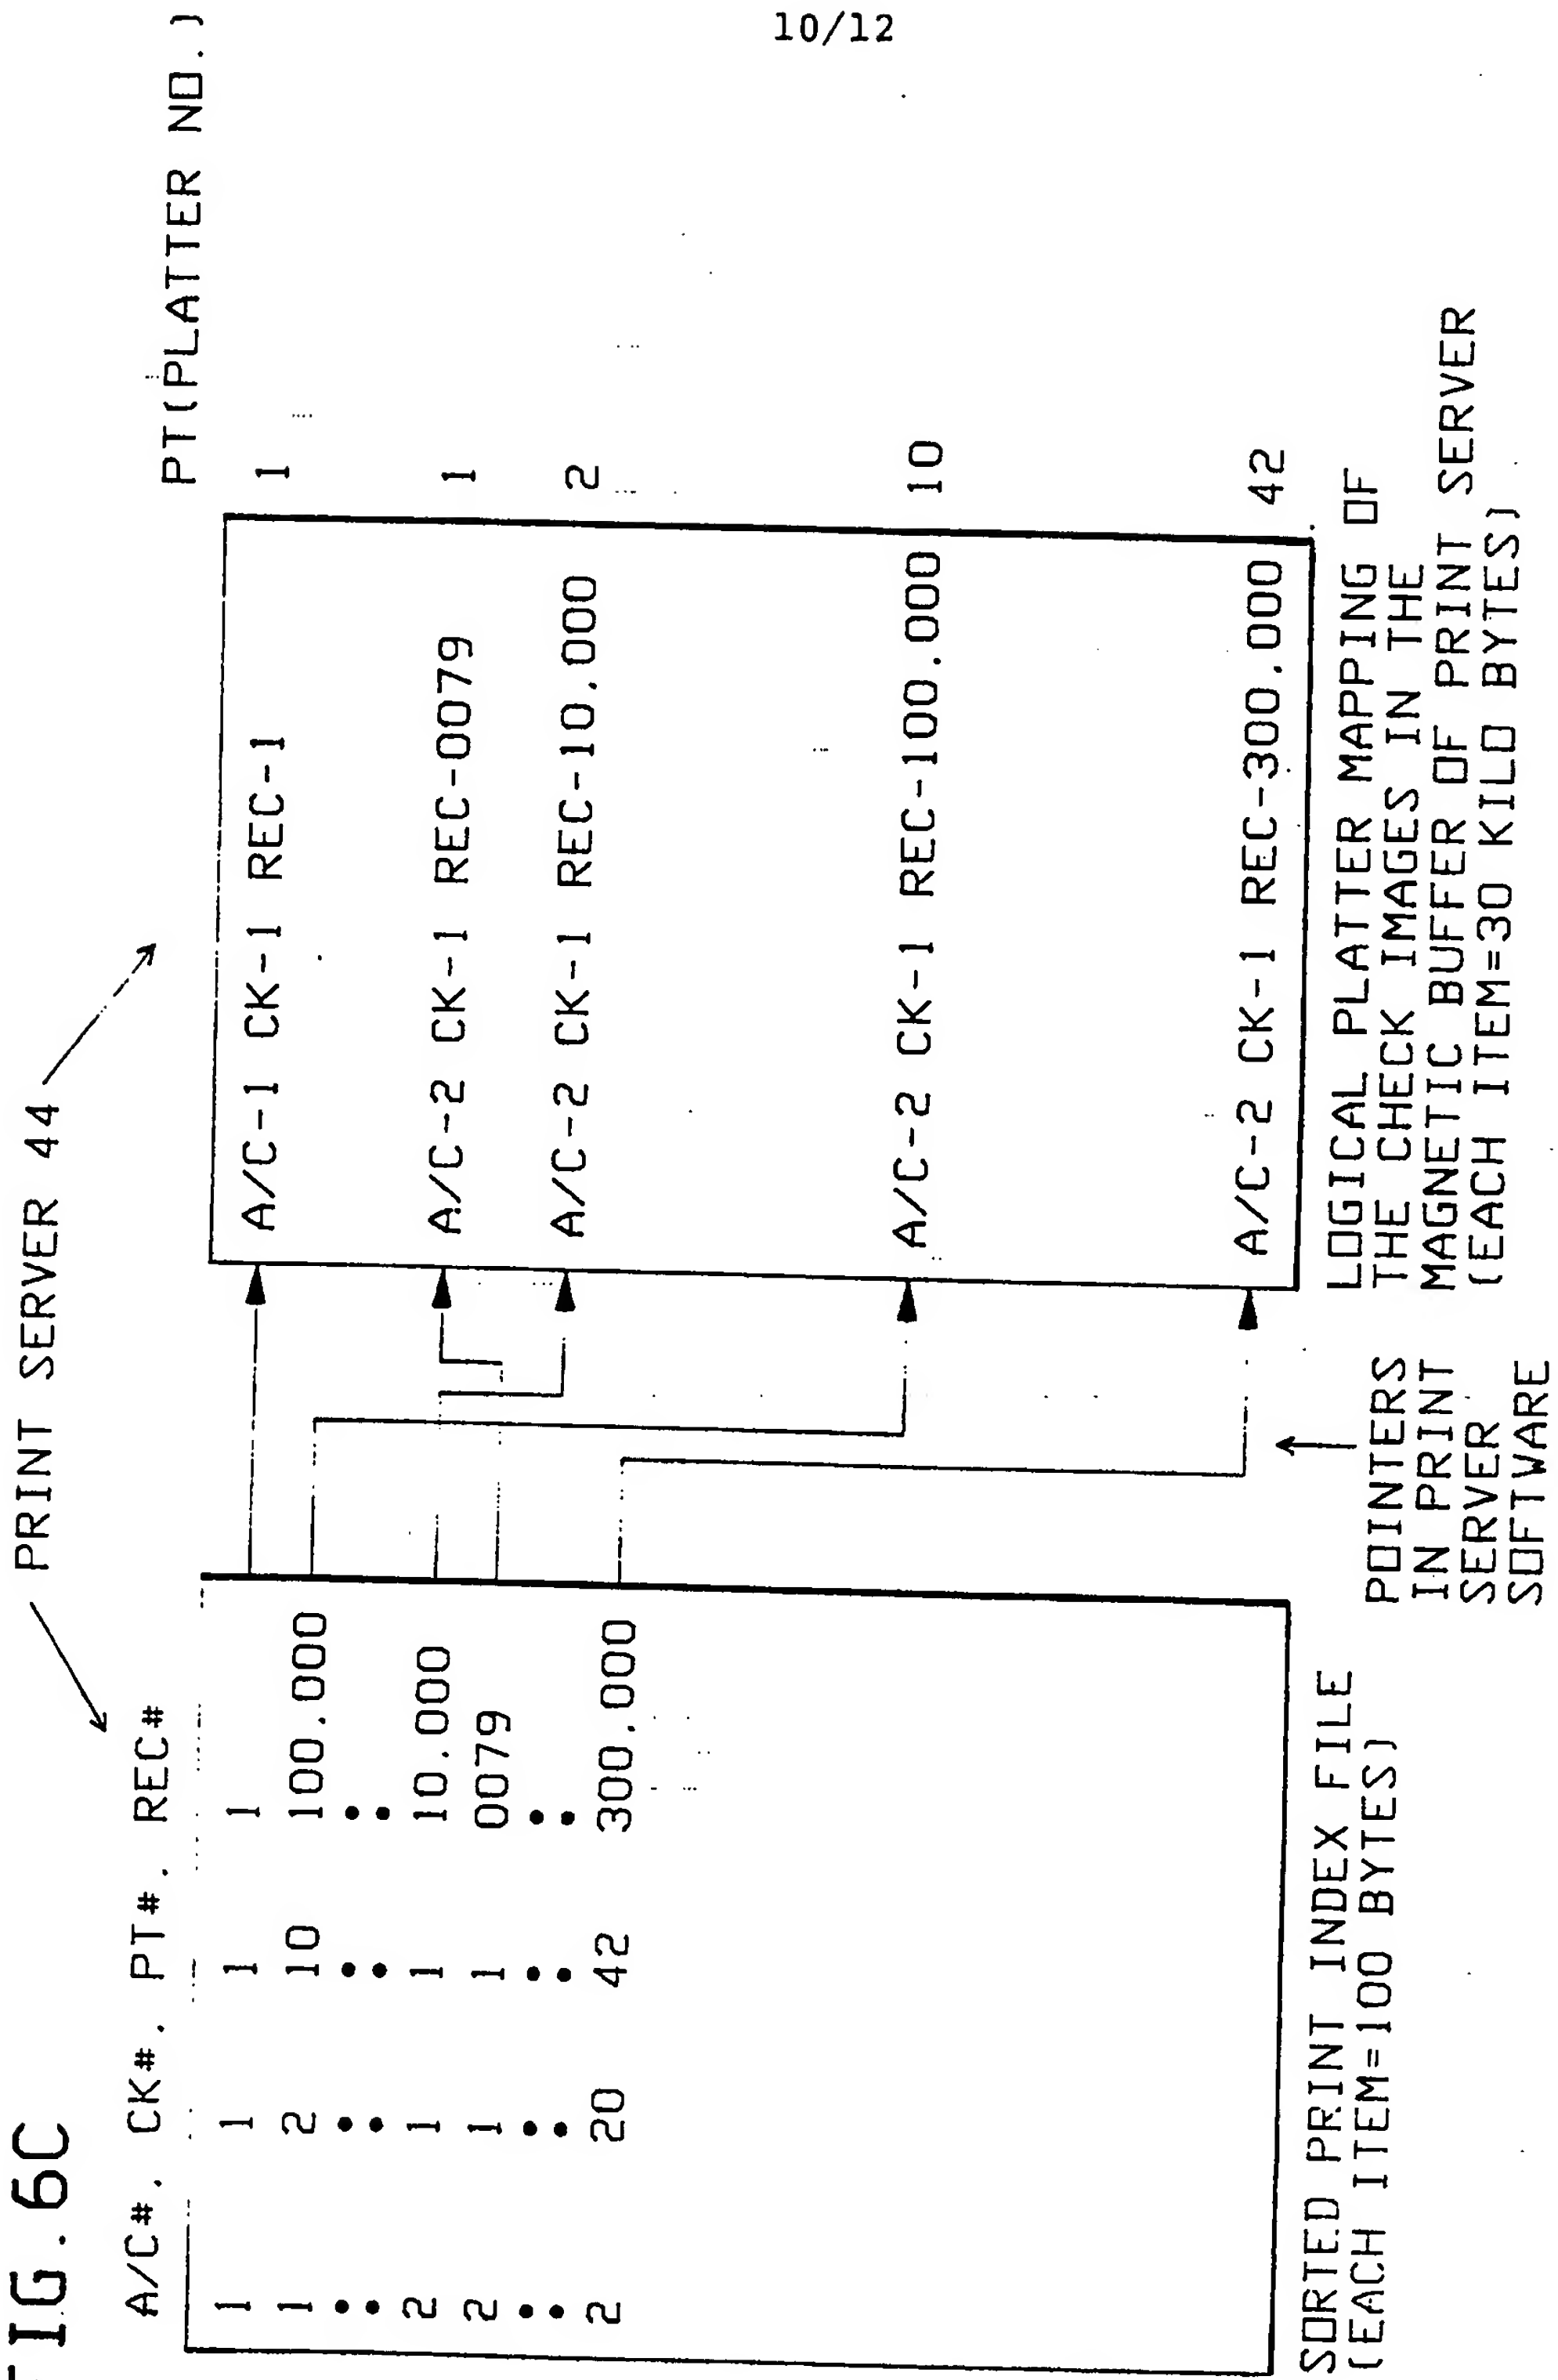 10/12
FIG.6C
PRINT SERVER 44
A/C#. CK#. PT#. REC#
1 1 1 1
1 2 10 100.000
2 1 1 10.000
2 1 1 0079
2 20 42 300.000
SORTED PRINT INDEX FILE
(EACH ITEM=100 BYTES)
POINTERS
IN PRINT
SERVER
SOFTWARE
PT(PLATTER NO.)
A/C-1 CK-1 REC-1 1
A/C-2 CK-1 REC-0079 1
A/C-2 CK-1 REC-10.000 2
A/C-2 CK-1 REC-100.000 10
A/C-2 CK-1 REC-300.000 42
LOGICAL PLATTER MAPPING OF
THE CHECK IMAGES IN THE
MAGNETIC BUFFER OF PRINT SERVER
(EACH ITEM=30 KILO BYTES)